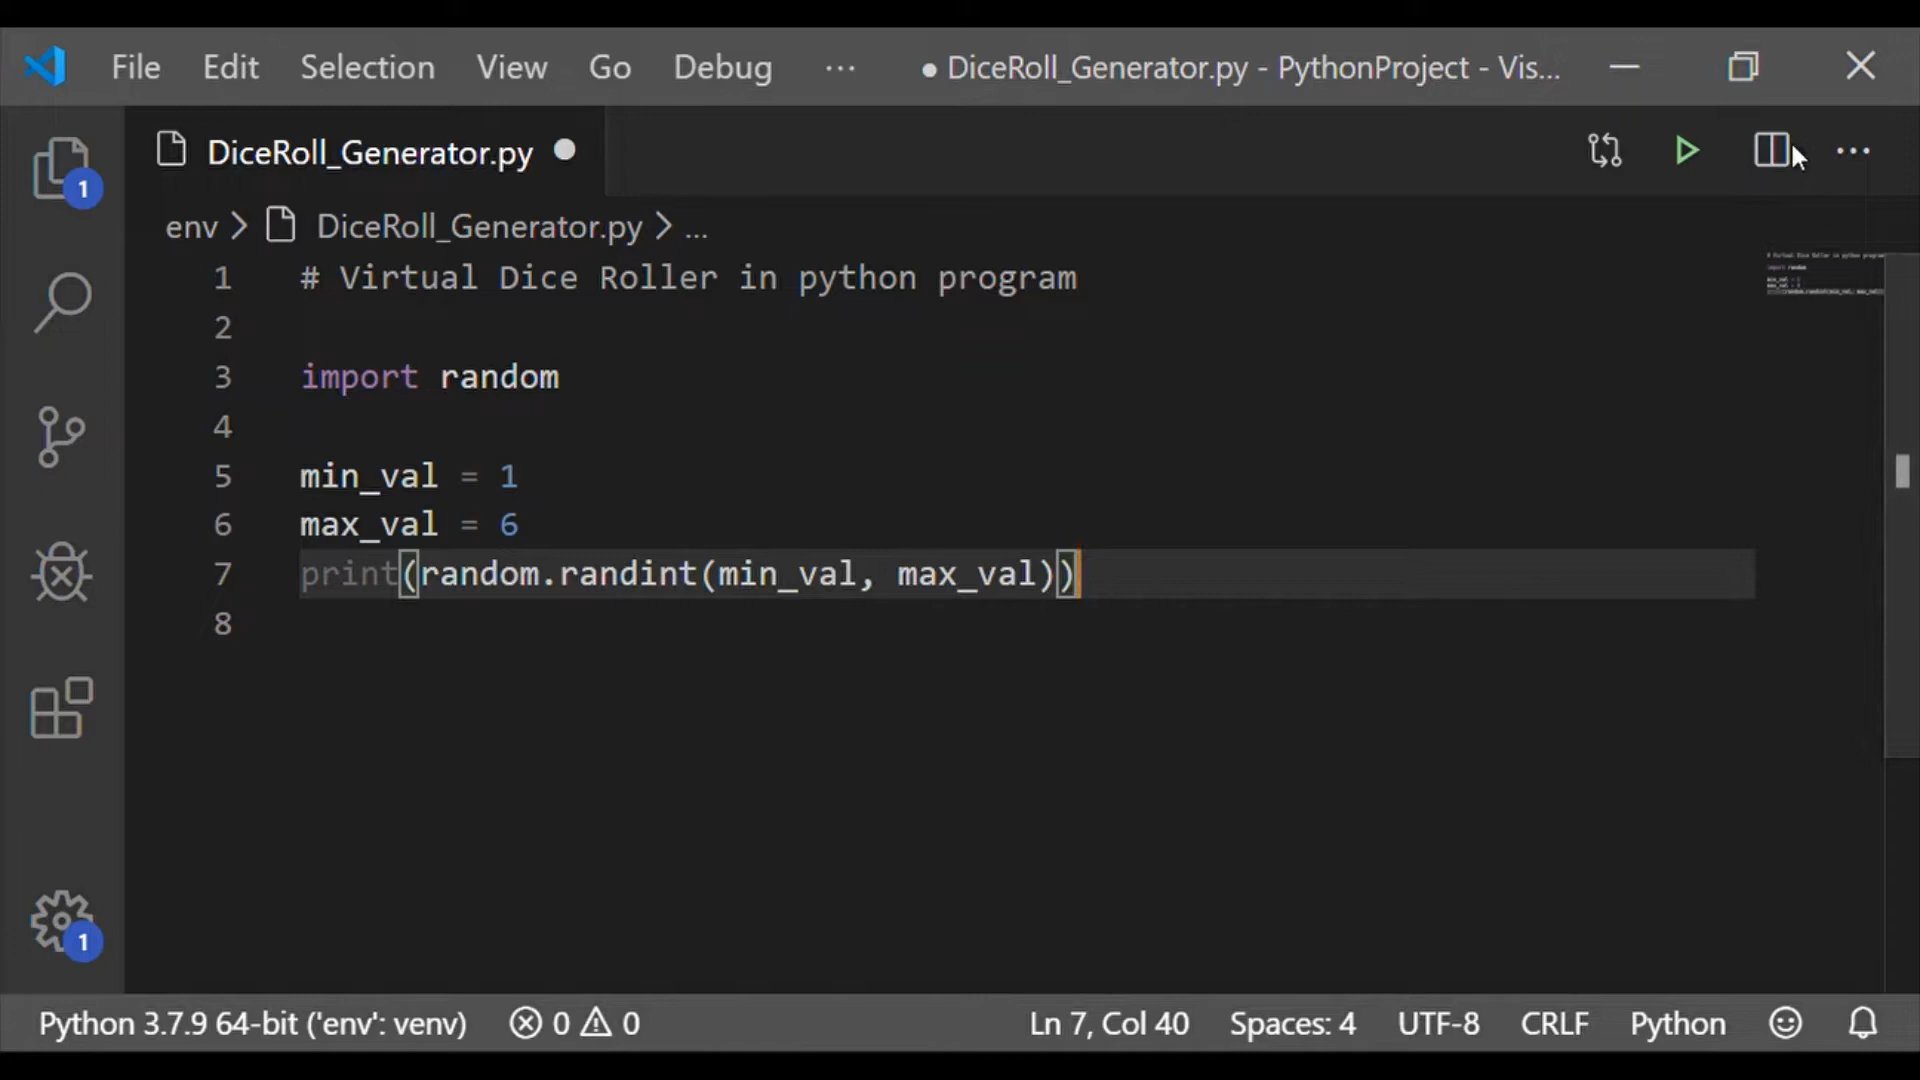 File Edit Selection View Go Debug ··· ● DiceRoll_Generator.py - PythonProject - Vis...
DiceRoll_Generator.py ●
1
env > DiceRoll_Generator.py > ...
1 # Virtual Dice Roller in python program
2
3 import random
4
5 min_val = 1
6 max_val = 6
7 print(random.randint(min_val, max_val))
8
1
Python 3.7.9 64-bit ('env': venv) 0 0 Ln 7, Col 40 Spaces: 4 UTF-8 CRLF Python